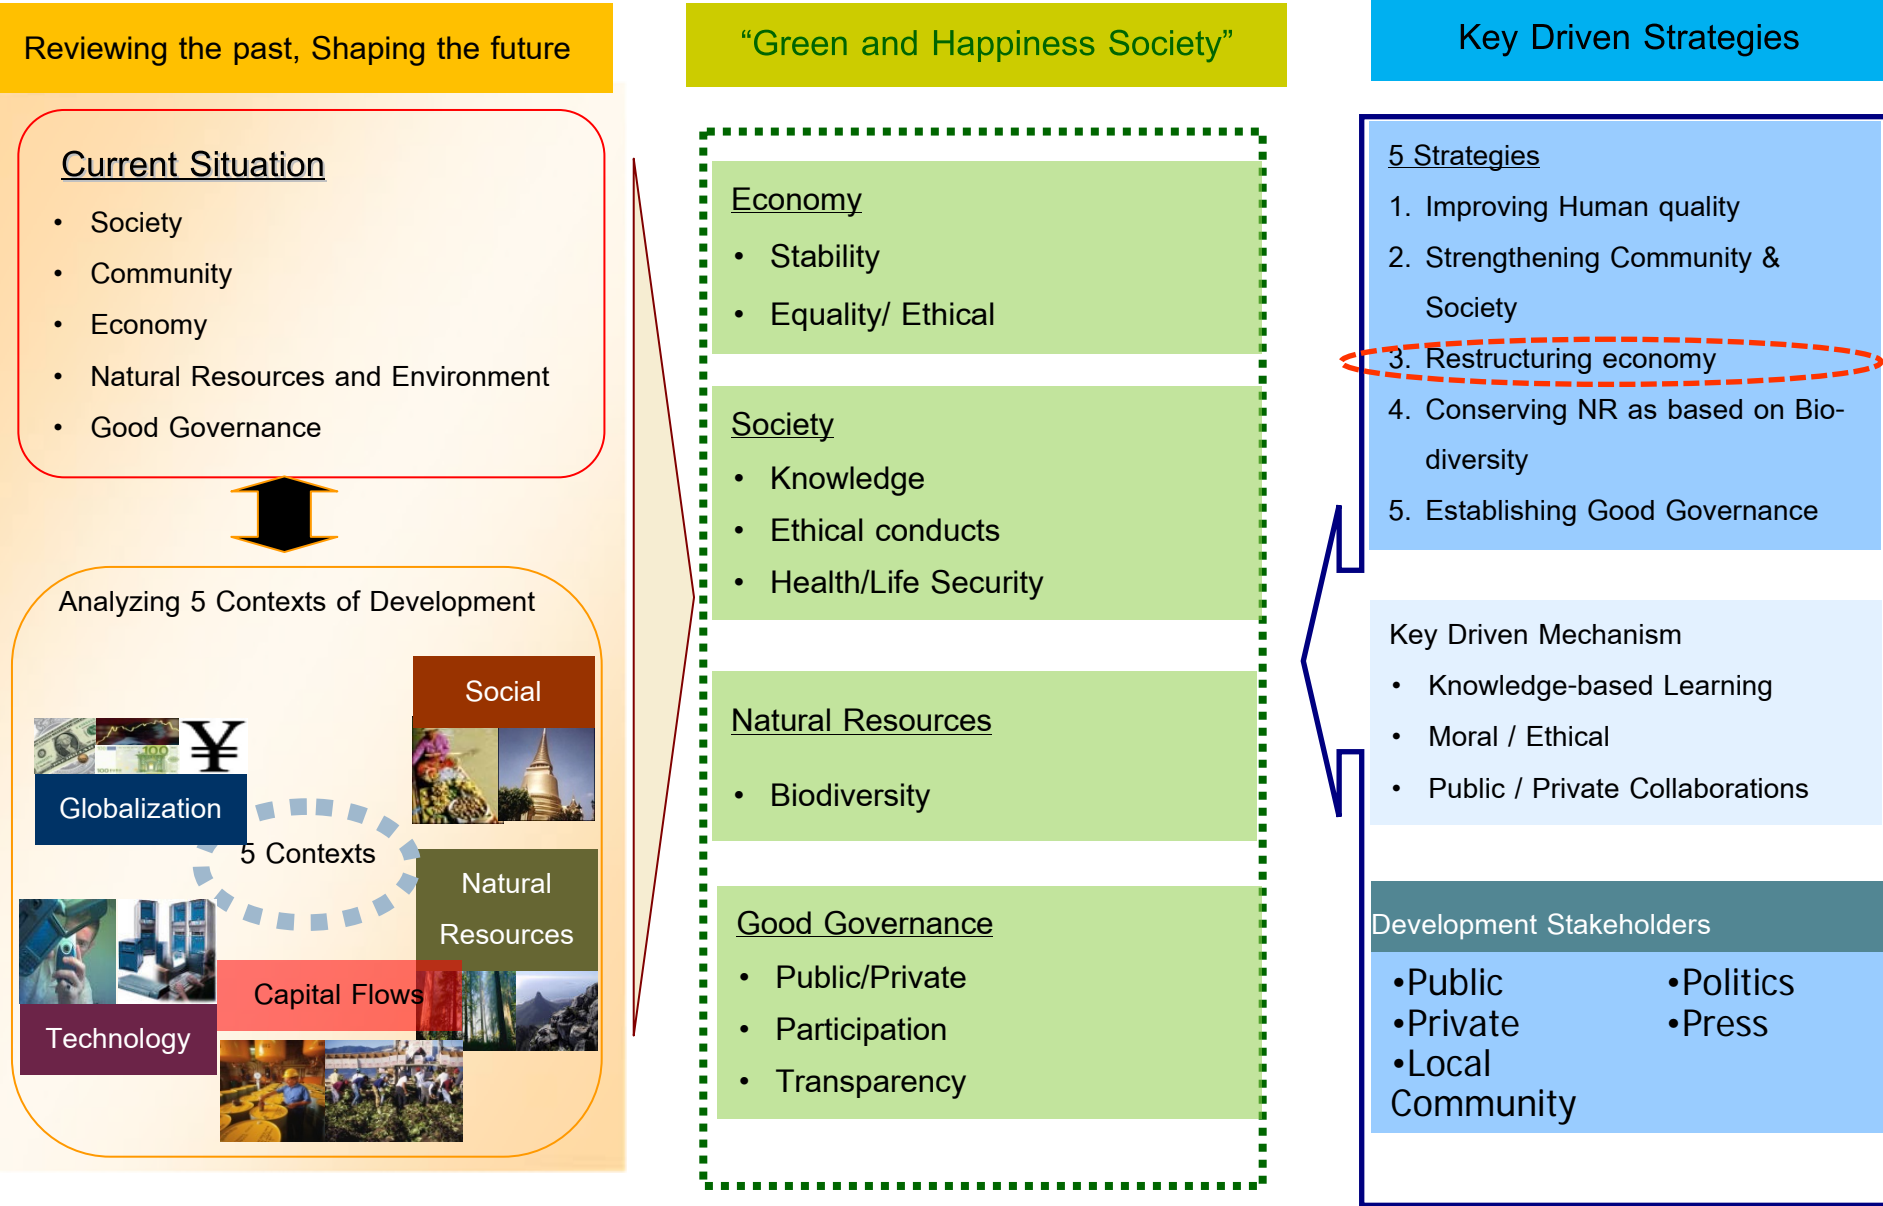 Reviewing the past, Shaping the future
Current Situation
• Society
• Community
• Economy
• Natural Resources and Environment
• Good Governance
Analyzing 5 Contexts of Development
Social
¥
100
Globalization
5 Contexts
Natural
Resources
Capital Flows
Technology
“Green and Happiness Society”
Economy
• Stability
• Equality/ Ethical
Society
• Knowledge
• Ethical conducts
• Health/Life Security
Natural Resources
• Biodiversity
Good Governance
• Public/Private
• Participation
• Transparency
Key Driven Strategies
5 Strategies
1. Improving Human quality
2. Strengthening Community &
Society
3. Restructuring economy
4. Conserving NR as based on Bio-
diversity
5. Establishing Good Governance
Key Driven Mechanism
• Knowledge-based Learning
• Moral / Ethical
• Public / Private Collaborations
Development Stakeholders
•Public
•Private
•Local
Community
•Politics
•Press